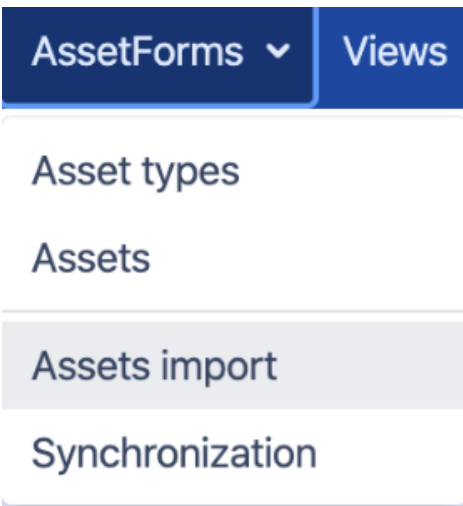 AssetForms Views
Asset types
Assets
Assets import
Synchronization